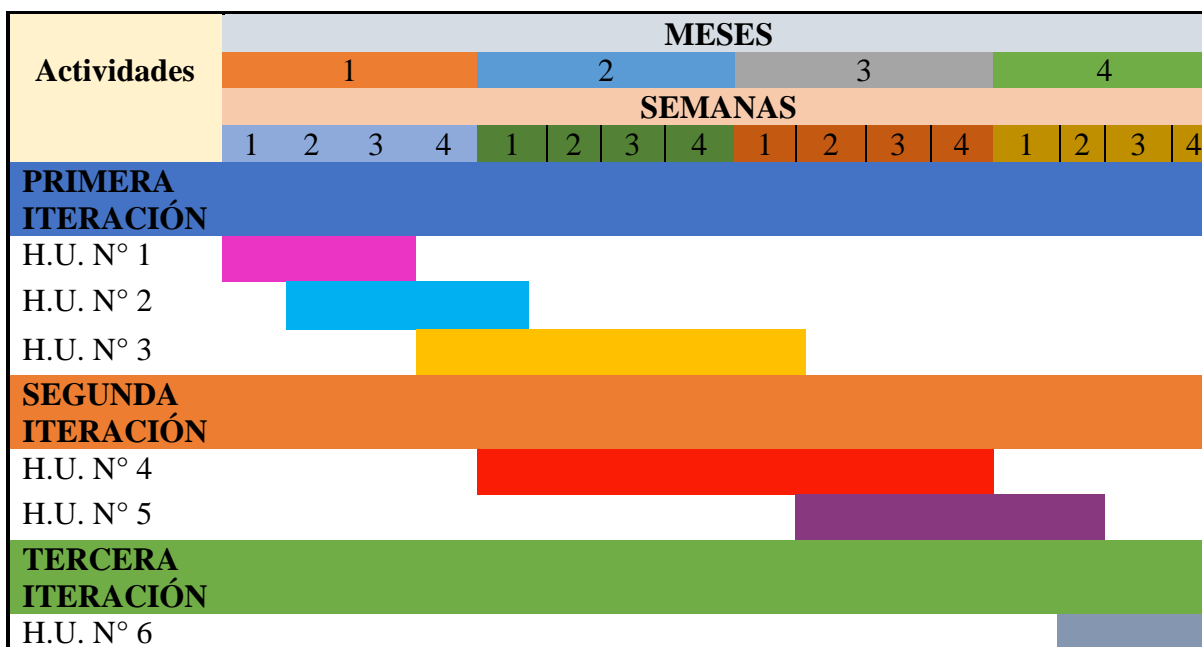 MESES
Actividades 1 2 3 4
SEMANAS
1 2 3 4 1 2 3 4 1 2 3 4 1 2 3 4
PRIMERA
ITERACIÓN
H.U. N° 1
H.U. N° 2
H.U. N° 3
SEGUNDA
ITERACIÓN
H.U. N° 4
H.U. N° 5
TERCERA
ITERACIÓN
H.U. N° 6